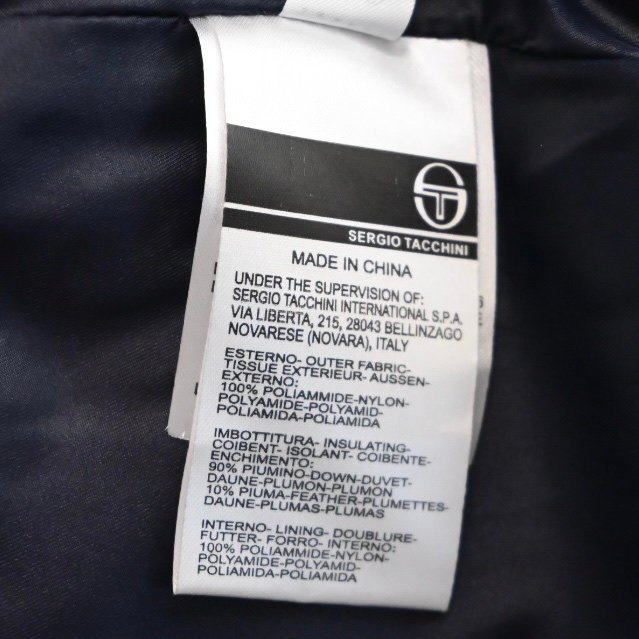 SERGIO TACCHINI
MADE IN CHINA
UNDER THE SUPERVISION OF:
SERGIO TACCHINI INTERNATIONAL S.P.A.
VIA LIBERTA, 215, 28043 BELLINZAGO
NOVARESE (NOVARA), ITALY
ESTERNO- OUTER FABRIC-
TISSUE EXTERIEUR- AUSSEN-
EXTERNO:
100% POLIAMMIDE-NYLON-
POLYAMIDE-POLYAMID-
POLIAMIDA-POLIAMIDA
IMBOTTITURA- INSULATING-
COIBENT- ISOLANT- COIBENTE-
ENCHIMENTO:
90% PIUMINO-DOWN-DUVET-
DAUNE-PLUMON-PLUMON
10% PIUMA-FEATHER-PLUMETTES-
DAUNE-PLUMAS-PLUMAS
INTERNO- LINING- DOUBLURE-
FUTTER- FORRO- INTERNO:
100% POLIAMMIDE-NYLON-
POLYAMIDE-POLYAMID-
POLIAMIDA-POLIAMIDA